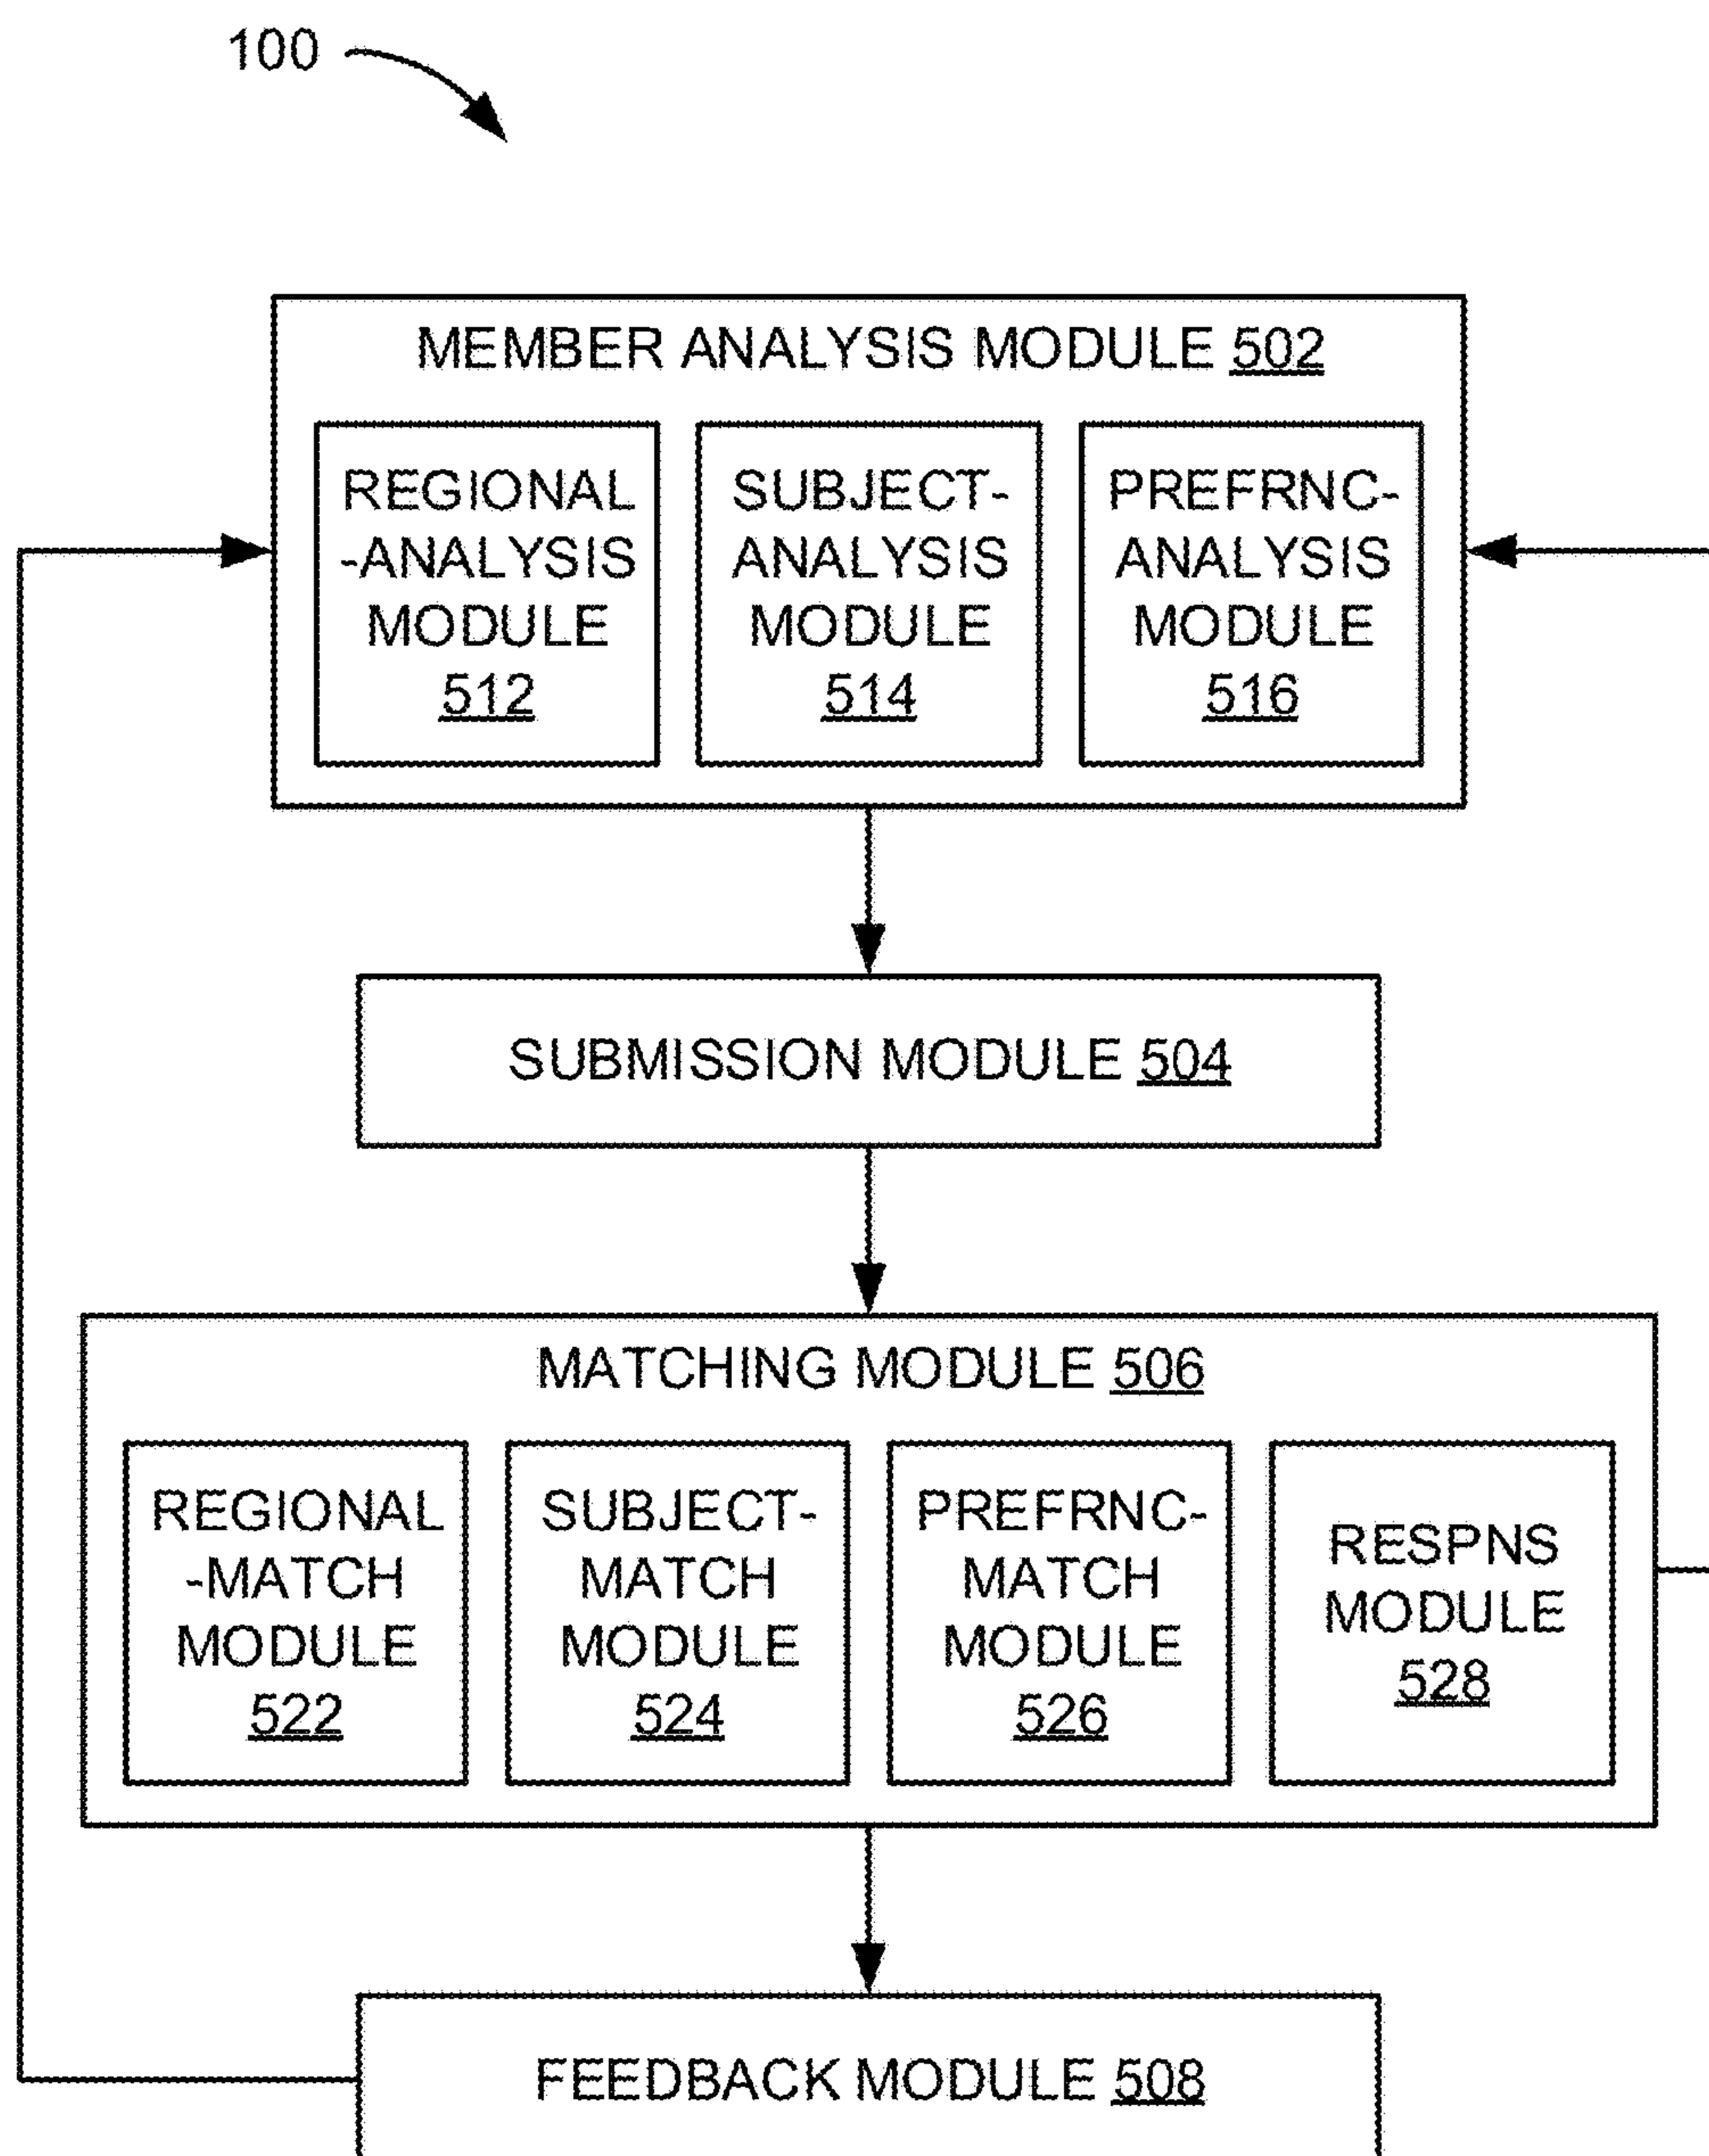 100
MEMBER ANALYSIS MODULE 502
REGIONAL
-ANALYSIS
MODULE
512
SUBJECT-
ANALYSIS
MODULE
514
PREFRNC-
ANALYSIS
MODULE
516
SUBMISSION MODULE 504
MATCHING MODULE 506
REGIONAL
-MATCH
MODULE
522
SUBJECT-
MATCH
MODULE
524
PREFRNC-
MATCH
MODULE
526
RESPNS
MODULE
528
FEEDBACK MODULE 508